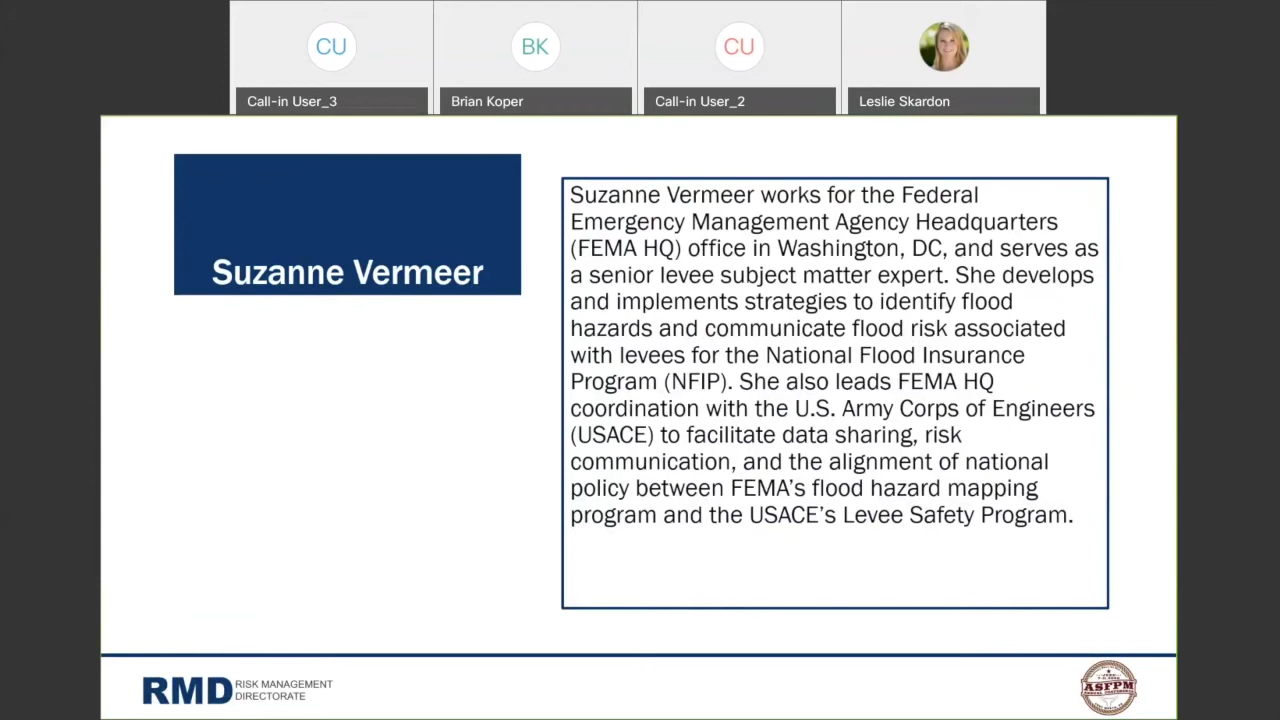 CU
BK
CU
Call-in User_3
Brian Koper
Call-in User_2
Leslie Skardon
Suzanne Vermeer
Suzanne Vermeer works for the Federal
Emergency Management Agency Headquarters
(FEMA HQ) office in Washington, DC, and serves as
a senior levee subject matter expert. She develops
and implements strategies to identify flood
hazards and communicate flood risk associated
with levees for the National Flood Insurance
Program (NFIP). She also leads FEMA HQ
coordination with the U.S. Army Corps of Engineers
(USACE) to facilitate data sharing, risk
communication, and the alignment of national
policy between FEMA’s flood hazard mapping
program and the USACE’s Levee Safety Program.
RMD
RISK MANAGEMENT
DIRECTORATE
ASFPM